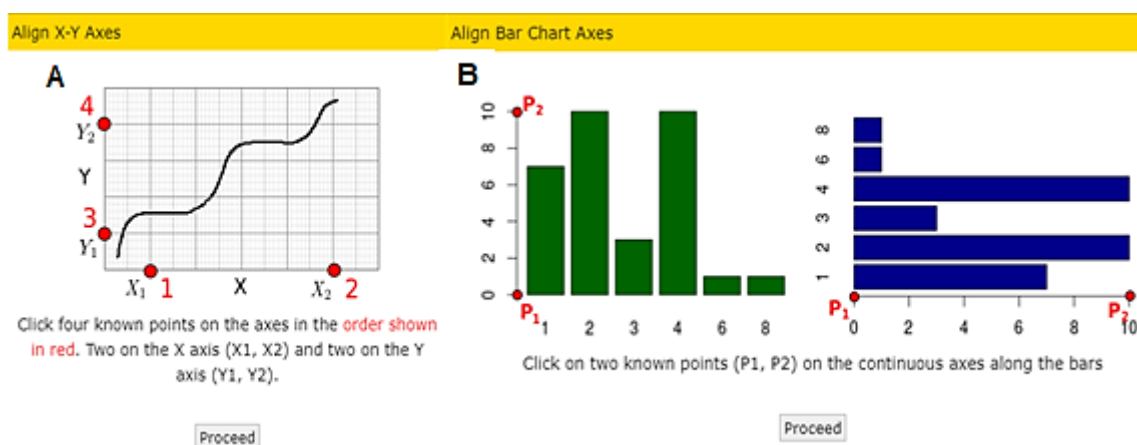 Align X-Y Axes
A
4
Y2
Y
3
Y1
X1 1 X X2 2
Click four known points on the axes in the order shown
in red. Two on the X axis (X1, X2) and two on the Y
axis (Y1, Y2).
Proceed
Align Bar Chart Axes
B
P2
10
8
6
4
2
0
P1
1 2 3 4 6 8
8
6
4
3
2
1
P1 P2
0 2 4 6 8 10
Click on two known points (P1, P2) on the continuous axes along the bars
Proceed